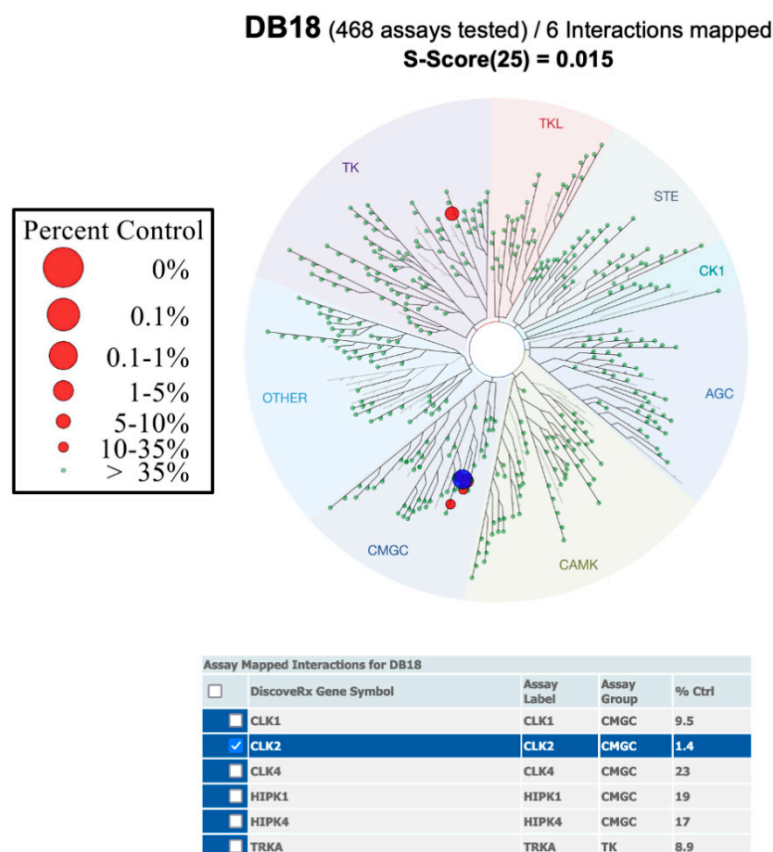 DB18 (468 assays tested) / 6 Interactions mapped
S-Score(25) = 0.015
TKL
TK
STE
CK1
AGC
OTHER
CMGC
CAMK
Percent Control
0%
0.1%
0.1-1%
1-5%
5-10%
10-35%
> 35%
Assay Mapped Interactions for DB18
DiscoveRx Gene Symbol Assay Label Assay Group % Ctrl
CLK1 CLK1 CMGC 9.5
CLK2 CLK2 CMGC 1.4
CLK4 CLK4 CMGC 23
HIPK1 HIPK1 CMGC 19
HIPK4 HIPK4 CMGC 17
TRKA TRKA TK 8.9